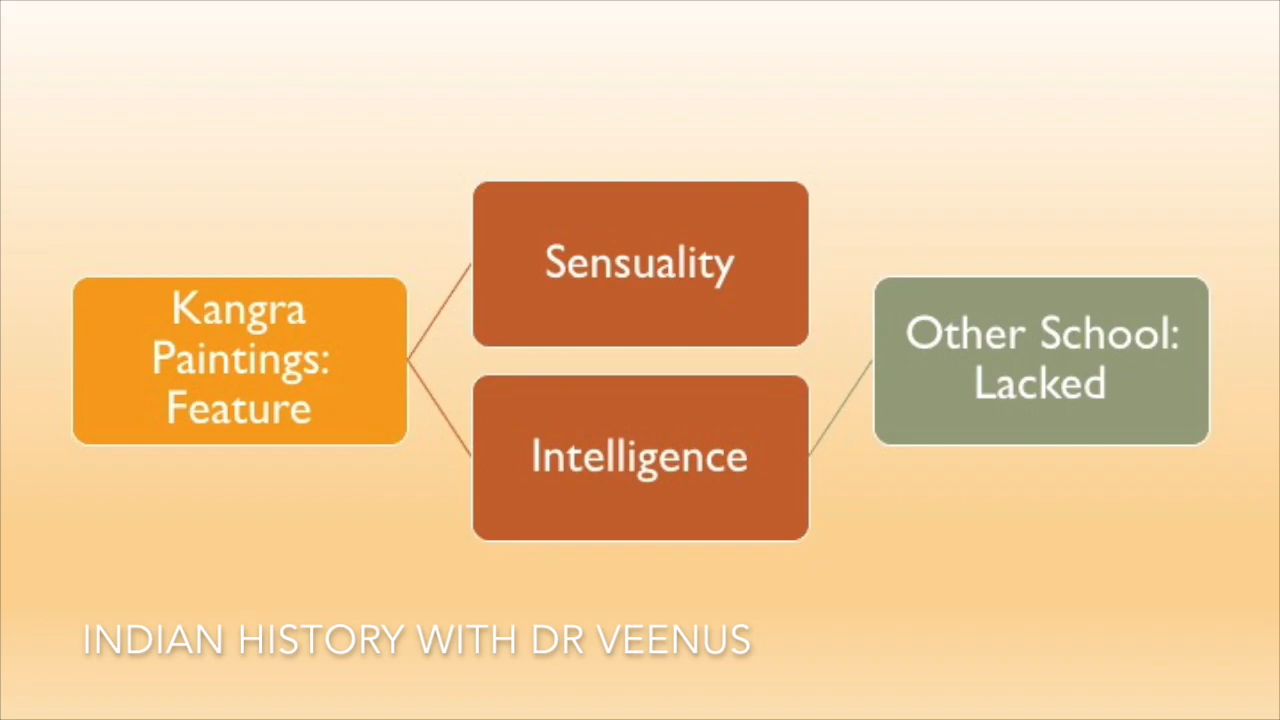 Kangra
Paintings:
Feature
Sensuality
Intelligence
Other School:
Lacked
INDIAN HISTORY WITH DR VEENUS